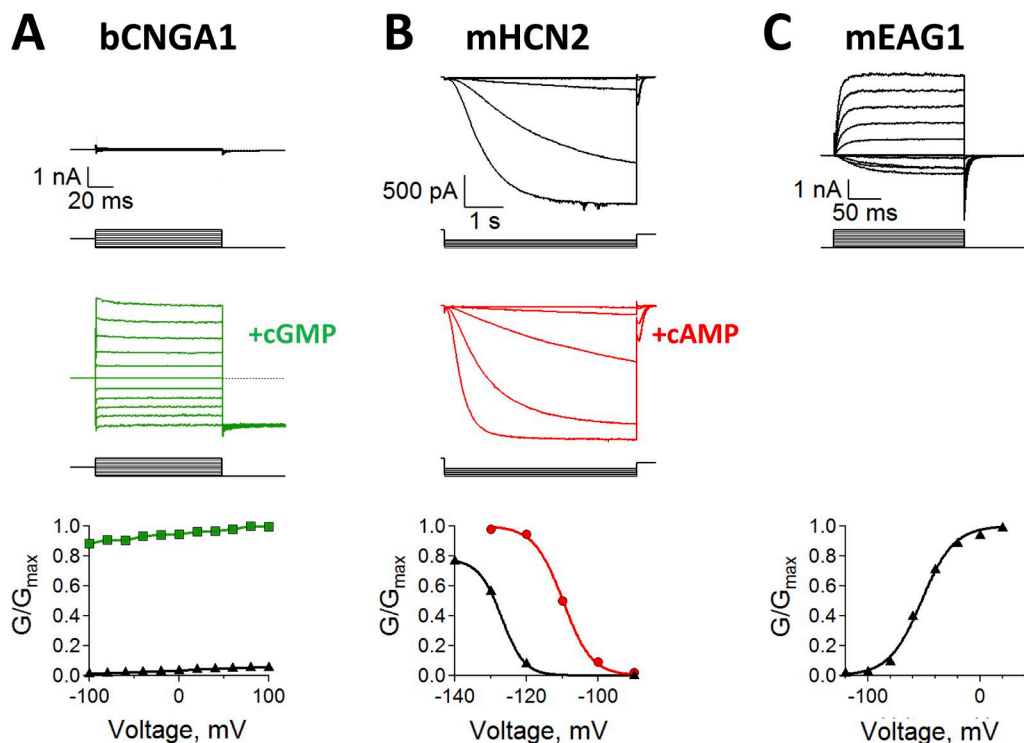 A bCNGA1
B mHCN2
C mEAG1
1 nA
20 ms
500 pA
1 s
1 nA
50 ms
+cGMP
+cAMP
1.0
0.8
0.6
0.4
0.2
0.0
G/Gmax
-100 0 100
Voltage, mV
1.0
0.8
0.6
0.4
0.2
0.0
G/Gmax
-140 -120 -100
Voltage, mV
1.0
0.8
0.6
0.4
0.2
0.0
G/Gmax
-100 0
Voltage, mV